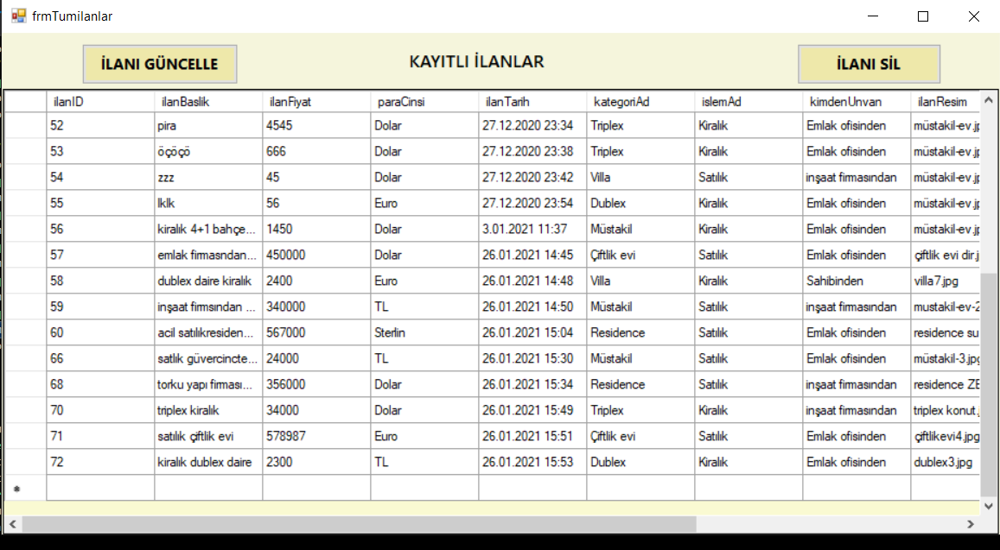 frmTumilanlar
İLANI GÜNCELLE KAYITLI İLANLAR İLANI SİL
ilanID ilanBaslik ilanFiyat paraCinsi ilanTarih kategoriAd islemAd kimdenUnvan ilanResim
52 pira 4545 Dolar 27.12.2020 23:34 Triplex Kiralık Emlak ofisinden müstakil-ev.jp
53 öçöçö 666 Dolar 27.12.2020 23:38 Triplex Kiralık Emlak ofisinden müstakil-ev.jp
54 zzz 45 Dolar 27.12.2020 23:42 Villa Satılık inşaat firmasından müstakil-ev.jp
55 lklk 56 Euro 27.12.2020 23:54 Dublex Kiralık Emlak ofisinden müstakil-ev.jp
56 kiralık 4+1 bahçe... 1450 Dolar 3.01.2021 11:37 Müstakil Kiralık Emlak ofisinden müstakil-ev.jp
57 emlak firmasından... 450000 Dolar 26.01.2021 14:45 Çiftlik evi Satılık Emlak ofisinden çiftlik evi dir.j
58 dublex daire kiralık 2400 Euro 26.01.2021 14:48 Villa Kiralık Sahibinden villa7.jpg
59 inşaat firmsından ... 340000 TL 26.01.2021 14:50 Müstakil Satılık inşaat firmasından mustakil-ev-2
60 acil satılıkresiden... 567000 Sterlin 26.01.2021 15:04 Residence Satılık Emlak ofisinden residence su
66 satlık güvercincte... 24000 TL 26.01.2021 15:30 Müstakil Satılık Emlak ofisinden müstakil-3.jpg
68 torku yapı firması... 356000 Dolar 26.01.2021 15:34 Residence Satılık inşaat firmasından residence ZE
70 triplex kiralık 34000 Dolar 26.01.2021 15:49 Triplex Kiralık inşaat firmasından triplex konut.j
71 satılık çiftlik evi 578987 Euro 26.01.2021 15:51 Çiftlik evi Satılık Emlak ofisinden çiftlikevi4.jpg
72 kiralık dublex daire 2300 TL 26.01.2021 15:53 Dublex Kiralık Emlak ofisinden dublex3.jpg